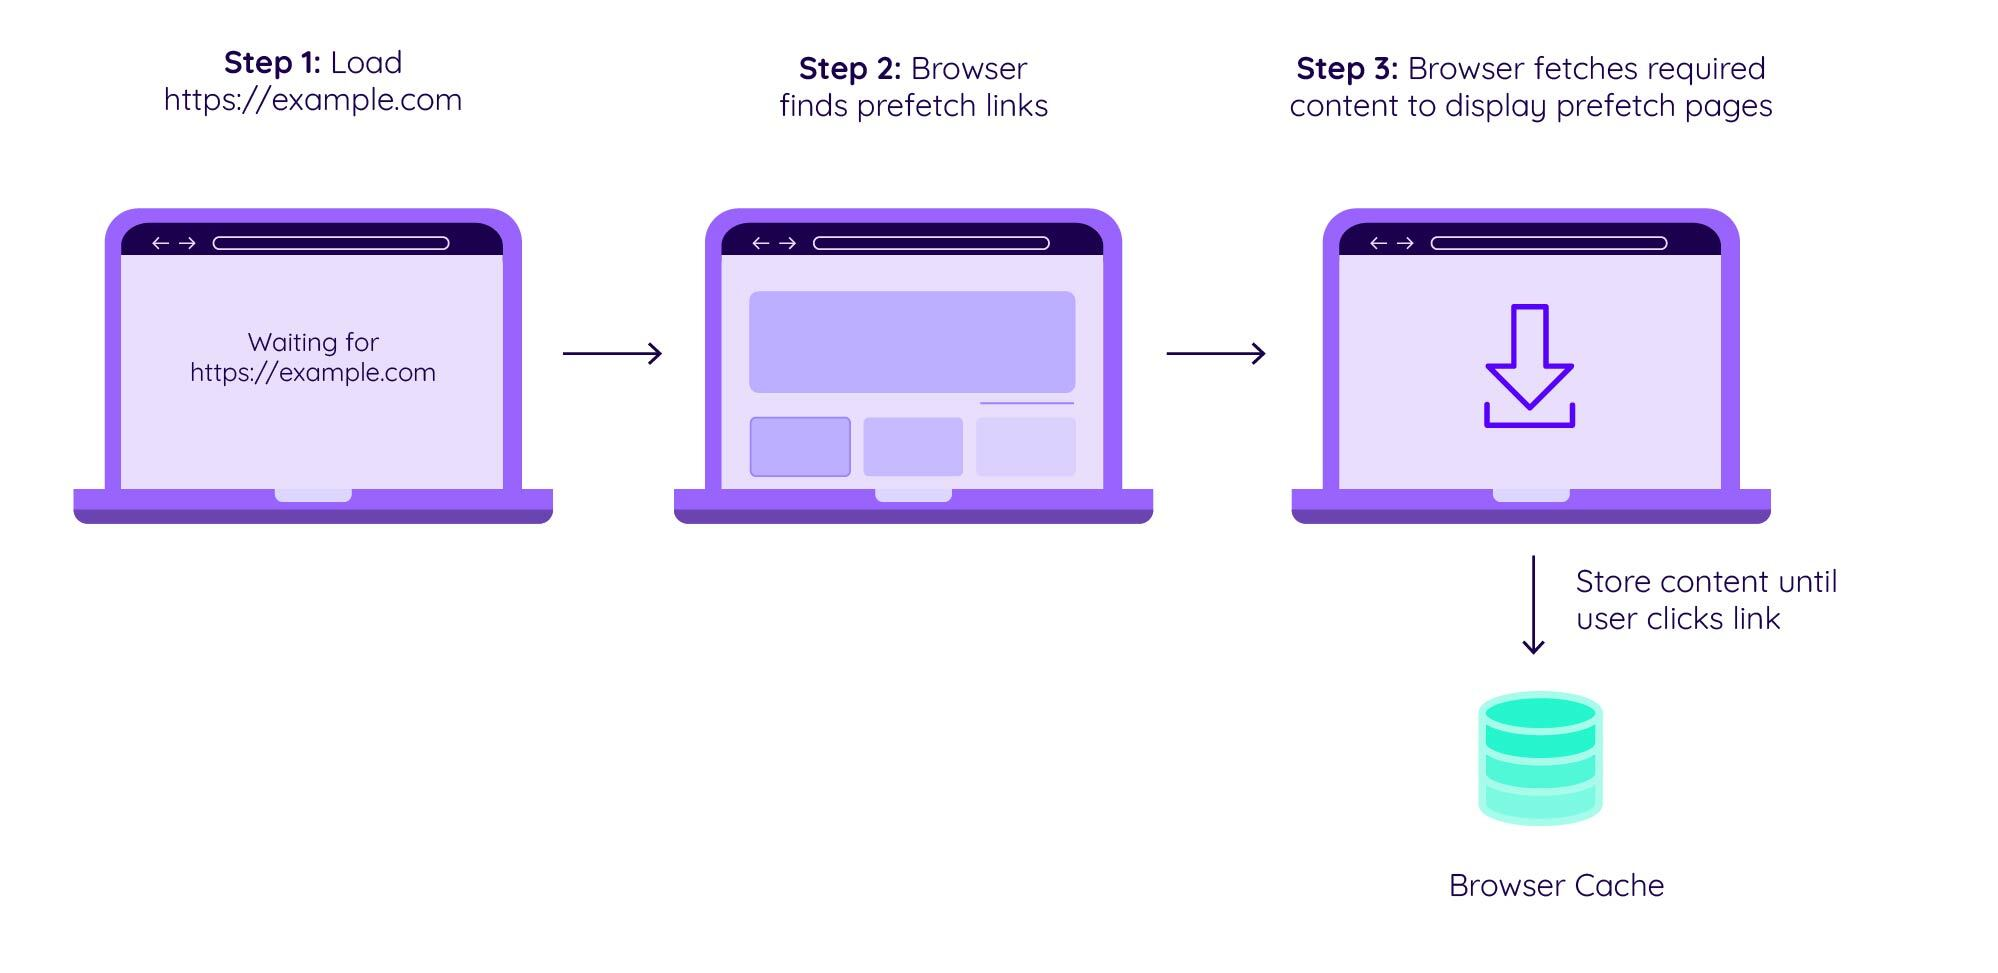 Step 1: Load
https://example.com
Step 2: Browser
finds prefetch links
Step 3: Browser fetches required
content to display prefetch pages
Waiting for
https://example.com
Store content until
user clicks link
Browser Cache